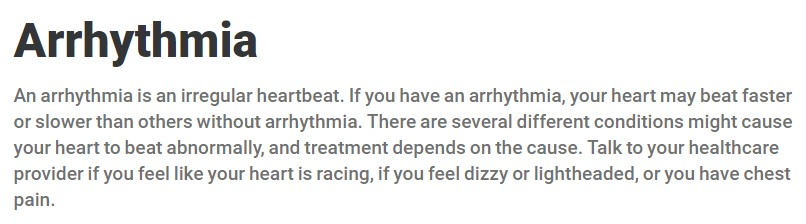 Arrhythmia
An arrhythmia is an irregular heartbeat. If you have an arrhythmia, your heart may beat faster
or slower than others without arrhythmia. There are several different conditions might cause
your heart to beat abnormally, and treatment depends on the cause. Talk to your healthcare
provider if you feel like your heart is racing, if you feel dizzy or lightheaded, or you have chest
pain.